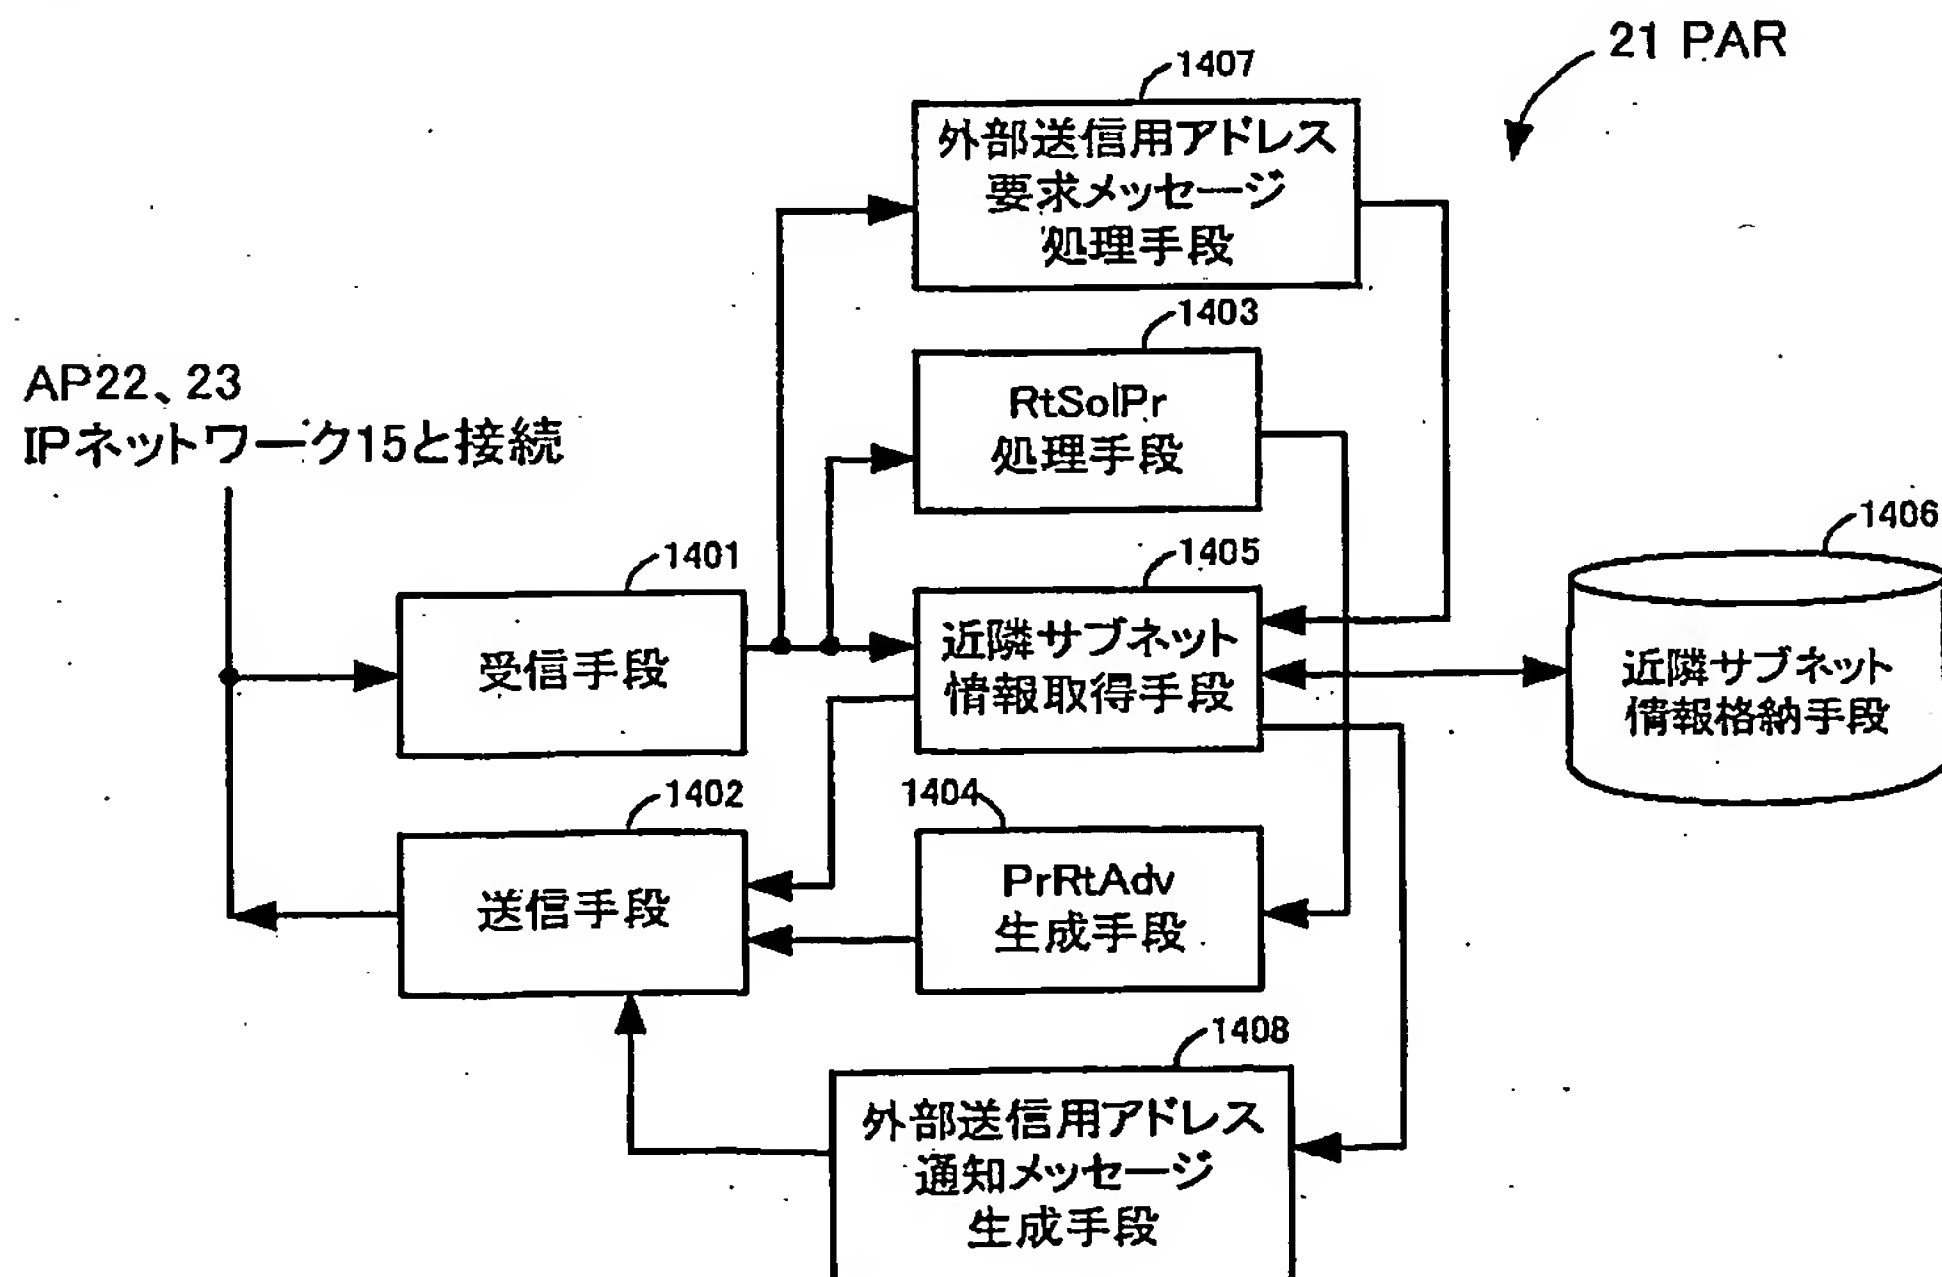 21 PAR
1407
外部送信用アドレス
要求メッセージ
処理手段
1403
RtSolPr
処理手段
AP22、23
IPネットワーク15と接続
1401
受信手段
1405
近隣サブネット
情報取得手段
1406
近隣サブネット
情報格納手段
1402
送信手段
1404
PrRtAdv
生成手段
1408
外部送信用アドレス
通知メッセージ
生成手段